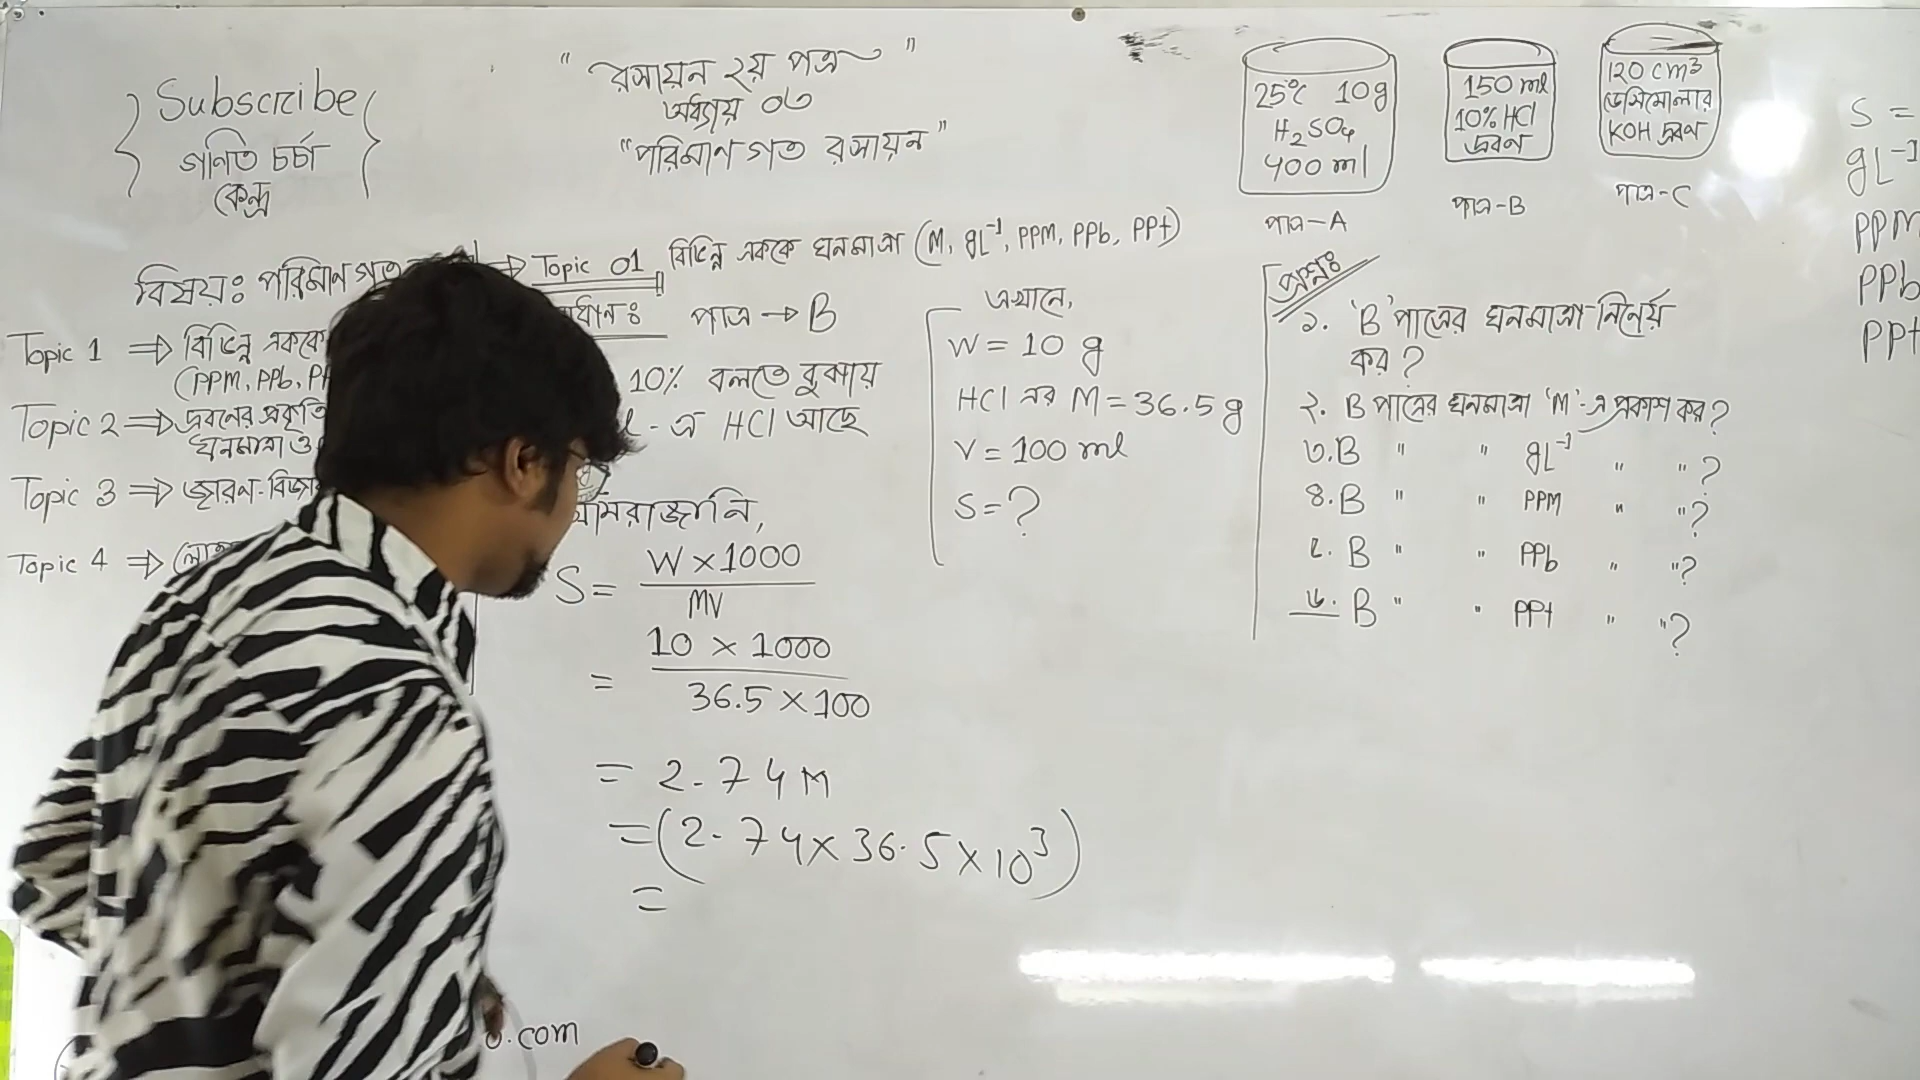 Subscribe
গণিত চর্চা
কেন্দ্র
"রসায়ন ২য় পত্র"
অধ্যায় ০৩
"পরিমাণগত রসায়ন"
25°C 10g
H₂SO₄
400 ml
পাত্র-A
150 ml
10% HCl
দ্রবণ
পাত্র-B
120 cm³
ডেসিমোলার
KOH দ্রবণ
পাত্র-C
S =
gL⁻¹
PPM
PPb
PPt
বিষয়ঃ পরিমাণগত
Topic 1 ⇒ বিভিন্ন এককে
(PPM, PPb,
Topic 2 ⇒ দ্রবনের প্রকৃতি
ঘনমাত্রা ও
Topic 3 ⇒ জারণ-বিজারণ
Topic 4 ⇒
⇒ Topic 01 বিভিন্ন এককে ঘনমাত্রা (M, gL⁻¹, PPM, PPb, PPt)
পাত্র → B
10% বলতে বুঝায়
- এ HCl আছে
আমরা জানি,
S = W × 1000 / MV
= 10 × 1000 / 36.5 × 100
= 2.74 M
= (2.74 × 36.5 × 10³)
=
এখানে,
W = 10 g
HCl এর M = 36.5 g
V = 100 ml
S = ?
প্রশ্নঃ
১. 'B' পাত্রের ঘনমাত্রা নির্নেয়
কর?
২. B পাত্রের ঘনমাত্রা 'M'-এ প্রকাশ কর?
৩. B " " gL⁻¹ " "?
৪. B " " PPM " "?
৫. B " " PPb " "?
৬. B " " PPt " "?
.com